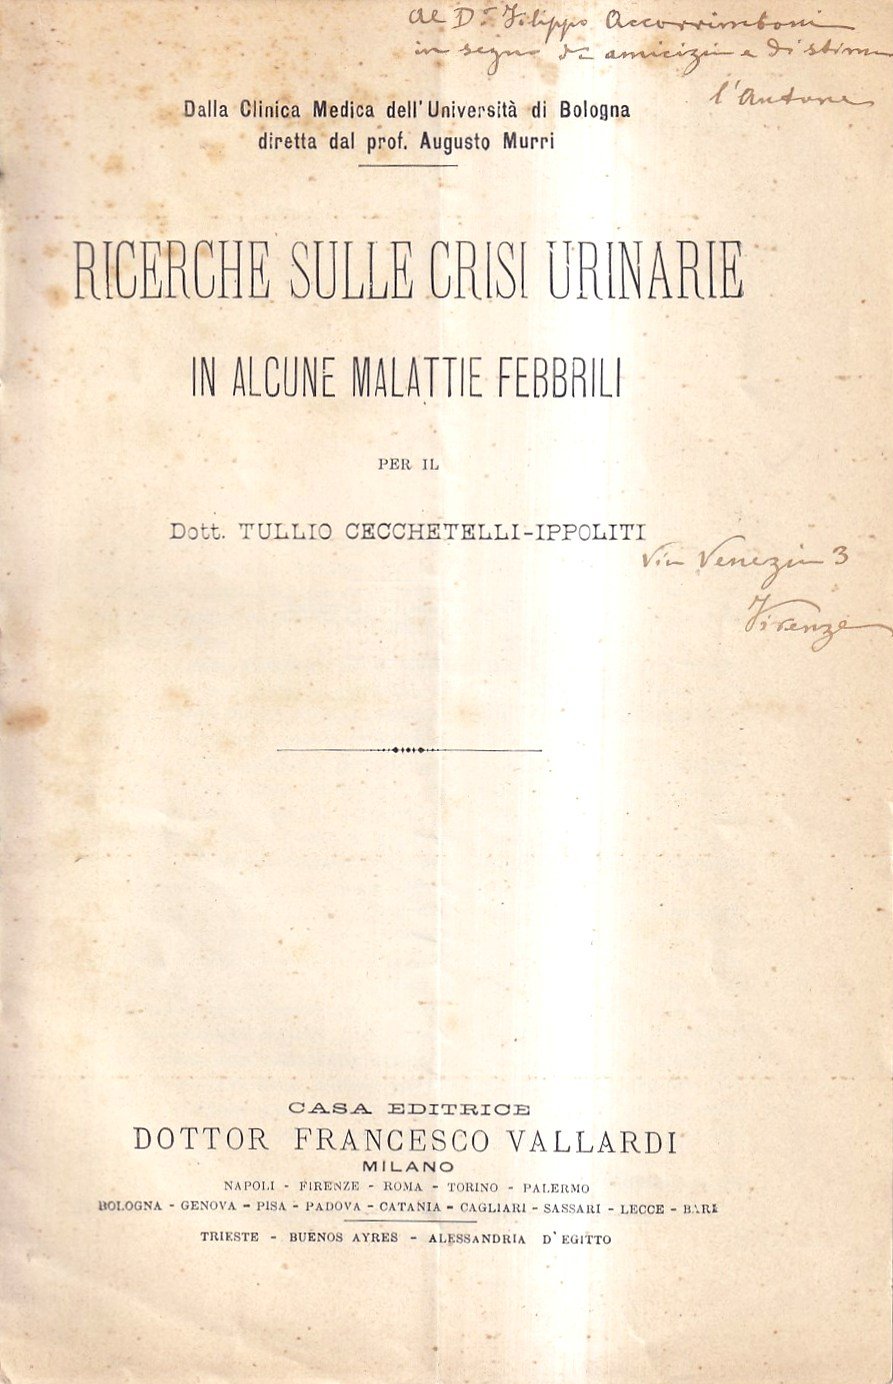 Al Dr. Filippo Accorrimboni
in segno di amicizia e di stima
l'Autore
Dalla Clinica Medica dell'Università di Bologna
diretta dal prof. Augusto Murri
RICERCHE SULLE CRISI URINARIE
IN ALCUNE MALATTIE FEBBRILI
PER IL
Dott. TULLIO CECCHETELLI-IPPOLITI
Via Venezia 3
Firenze
CASA EDITRICE
DOTTOR FRANCESCO VALLARDI
MILANO
NAPOLI - FIRENZE - ROMA - TORINO - PALERMO
BOLOGNA - GENOVA - PISA - PADOVA - CATANIA - CAGLIARI - SASSARI - LECCE - BARI
TRIESTE - BUENOS AYRES - ALESSANDRIA D'EGITTO